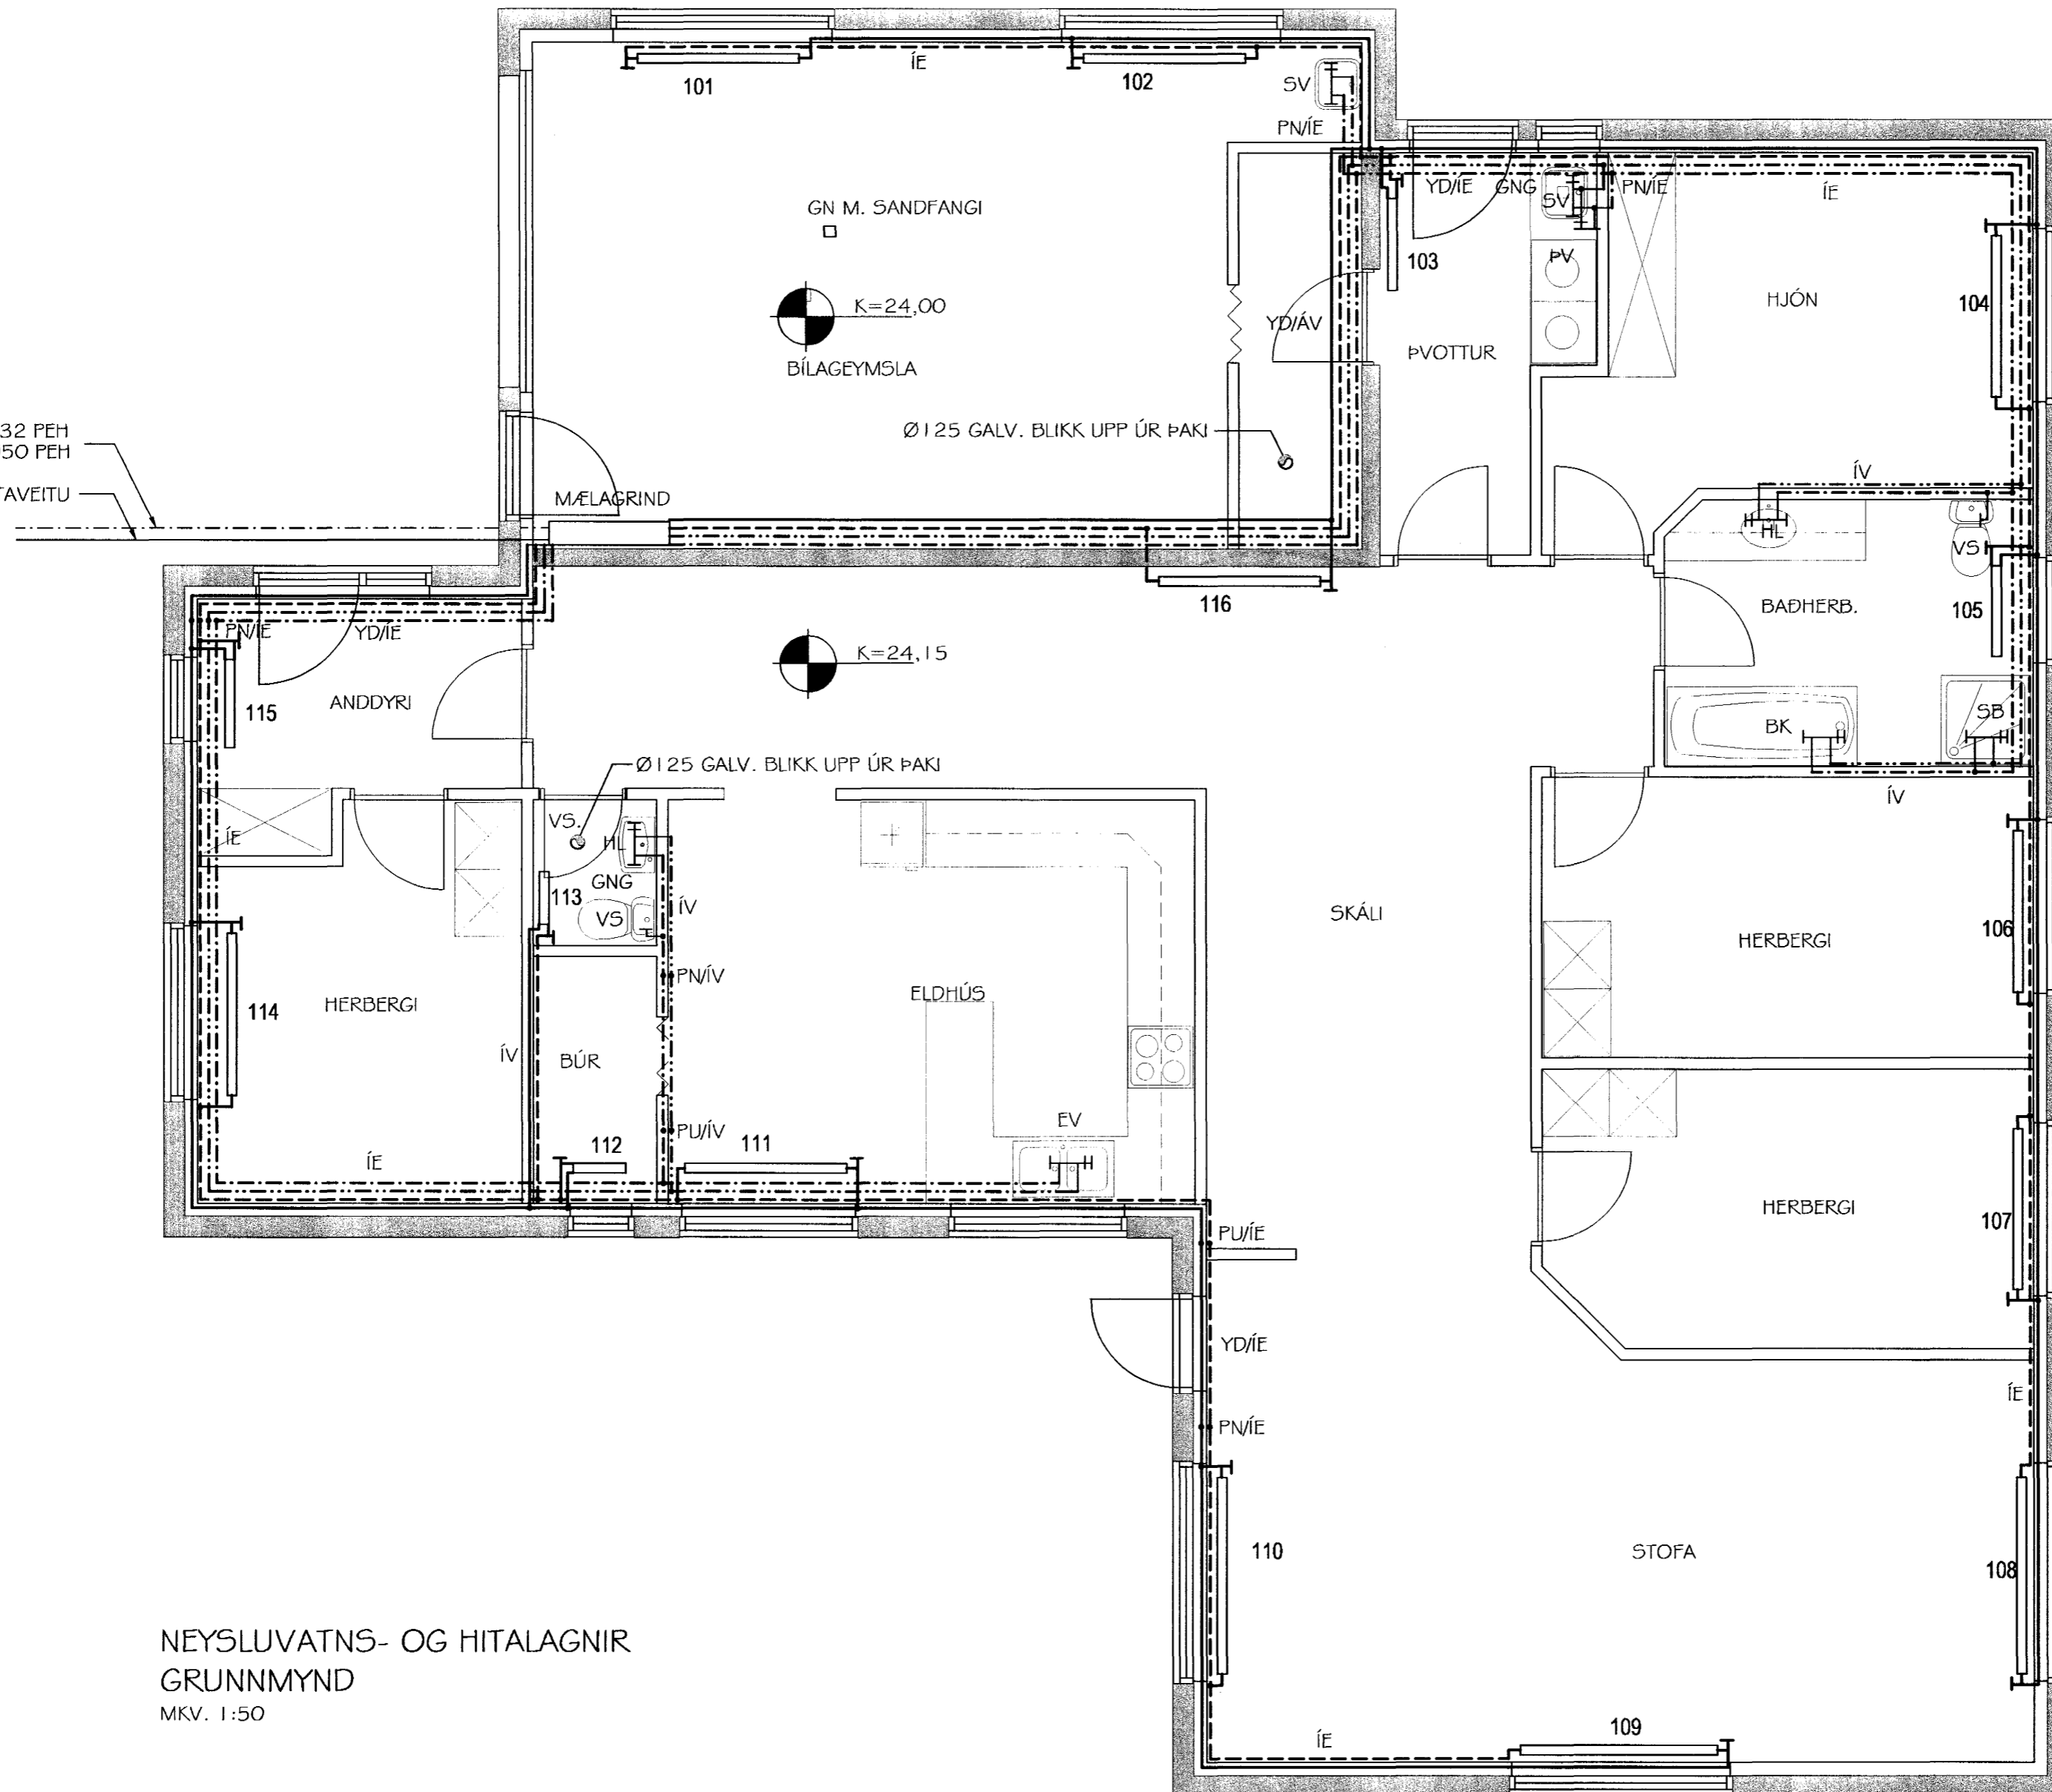 101
ÍE
102
SV
PN/ÍE
GN M. SANDFANGI
YD/ÍE
GNG
SV
PN/ÍE
ÍE
103
ÞV
HJÓN
104
K=24,00
YD/ÁV
ÞVOTTUR
BÍLAGEYMSLA
32 PEH
50 PEH
Ø125 GALV. BLIKK UPP ÚR ÞAKI
TAVEITU
MÆLAGRIND
ÍV
HL
VS
116
BAÐHERB.
105
PN/ÍE
YD/ÍE
K=24,15
ANDDYRI
115
BK
SB
Ø125 GALV. BLIKK UPP ÚR ÞAKI
ÍV
VS.
ÍE
HL
GNG
113
VS
ÍV
SKÁLI
106
HERBERGI
PN/ÍV
ELDHÚS
114
HERBERGI
ÍV
BÚR
EV
PU/ÍV
112
111
ÍE
HERBERGI
107
PU/ÍE
YD/ÍE
ÍE
PN/ÍE
110
STOFA
108
NEYSLUVATNS- OG HITALAGNIR
GRUNNMYND
MKV. 1:50
109
ÍE